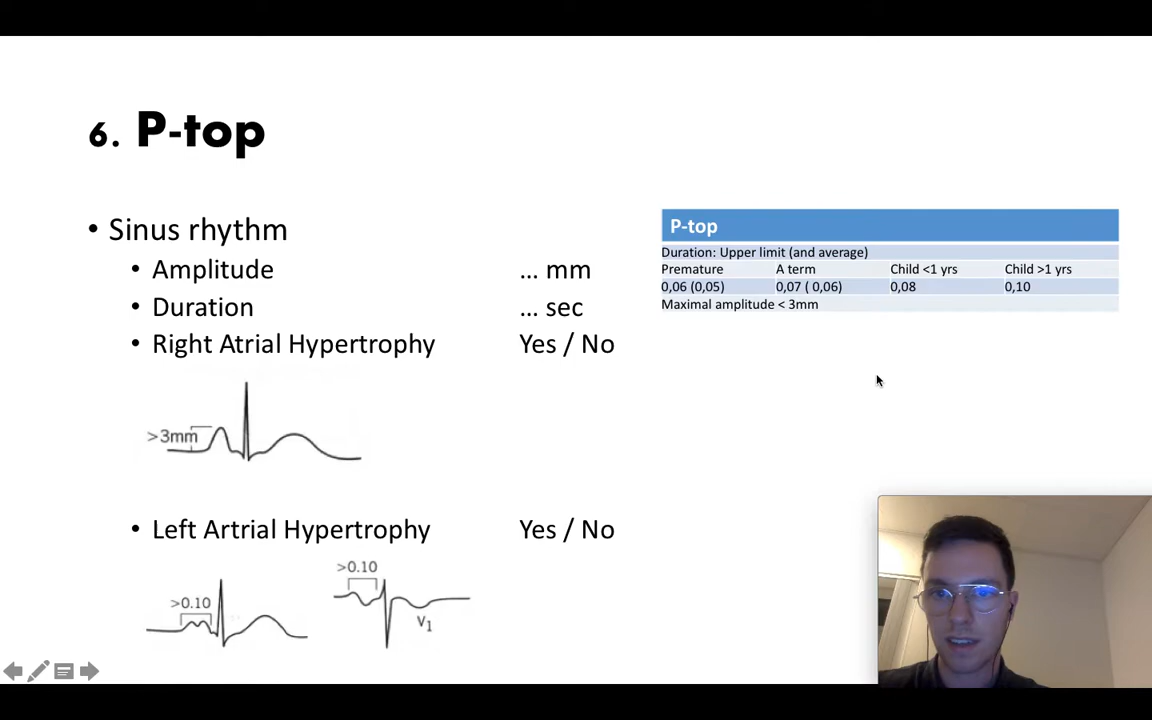 6. P-top
• Sinus rhythm
• Amplitude ... mm
• Duration ... sec
• Right Atrial Hypertrophy Yes / No
>3mm
• Left Artrial Hypertrophy Yes / No
>0.10
>0.10
V1
P-top
Duration: Upper limit (and average)
Premature A term Child <1 yrs Child >1 yrs
0,06 (0,05) 0,07 ( 0,06) 0,08 0,10
Maximal amplitude < 3mm